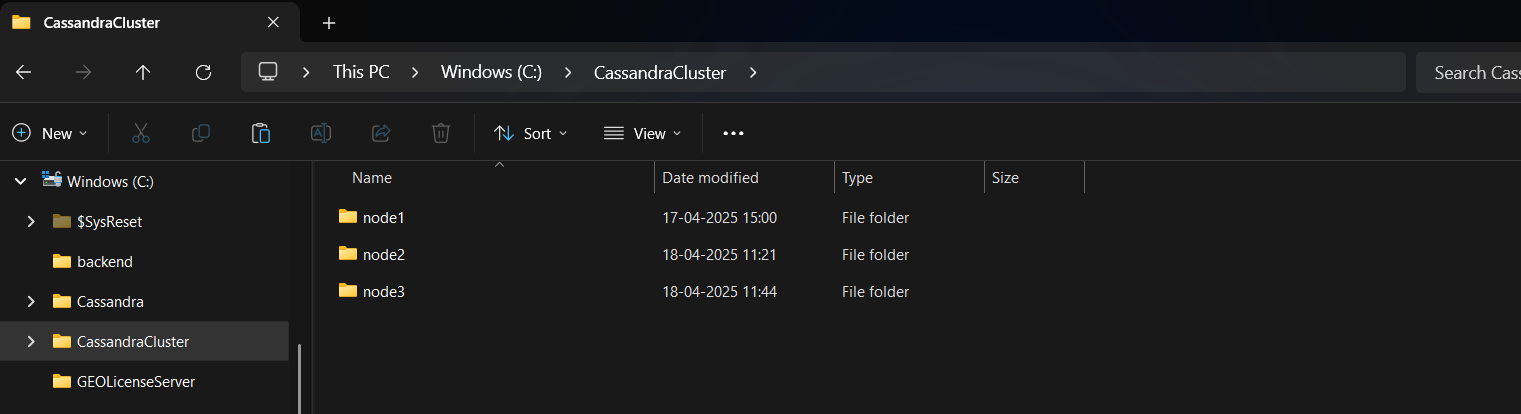 CassandraCluster
This PC > Windows (C:) > CassandraCluster >
Search Cas
New
Sort
View
Windows (C:)
$SysReset
backend
Cassandra
CassandraCluster
GEOLicenseServer
Name Date modified Type Size
node1 17-04-2025 15:00 File folder
node2 18-04-2025 11:21 File folder
node3 18-04-2025 11:44 File folder